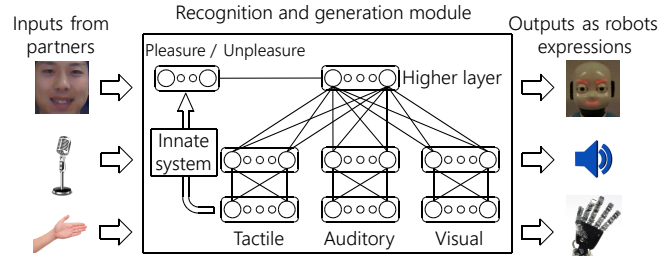 Inputs from
partners
Recognition and generation module
Outputs as robots
expressions
Pleasure / Unpleasure
Higher layer
Innate
system
Tactile
Auditory
Visual